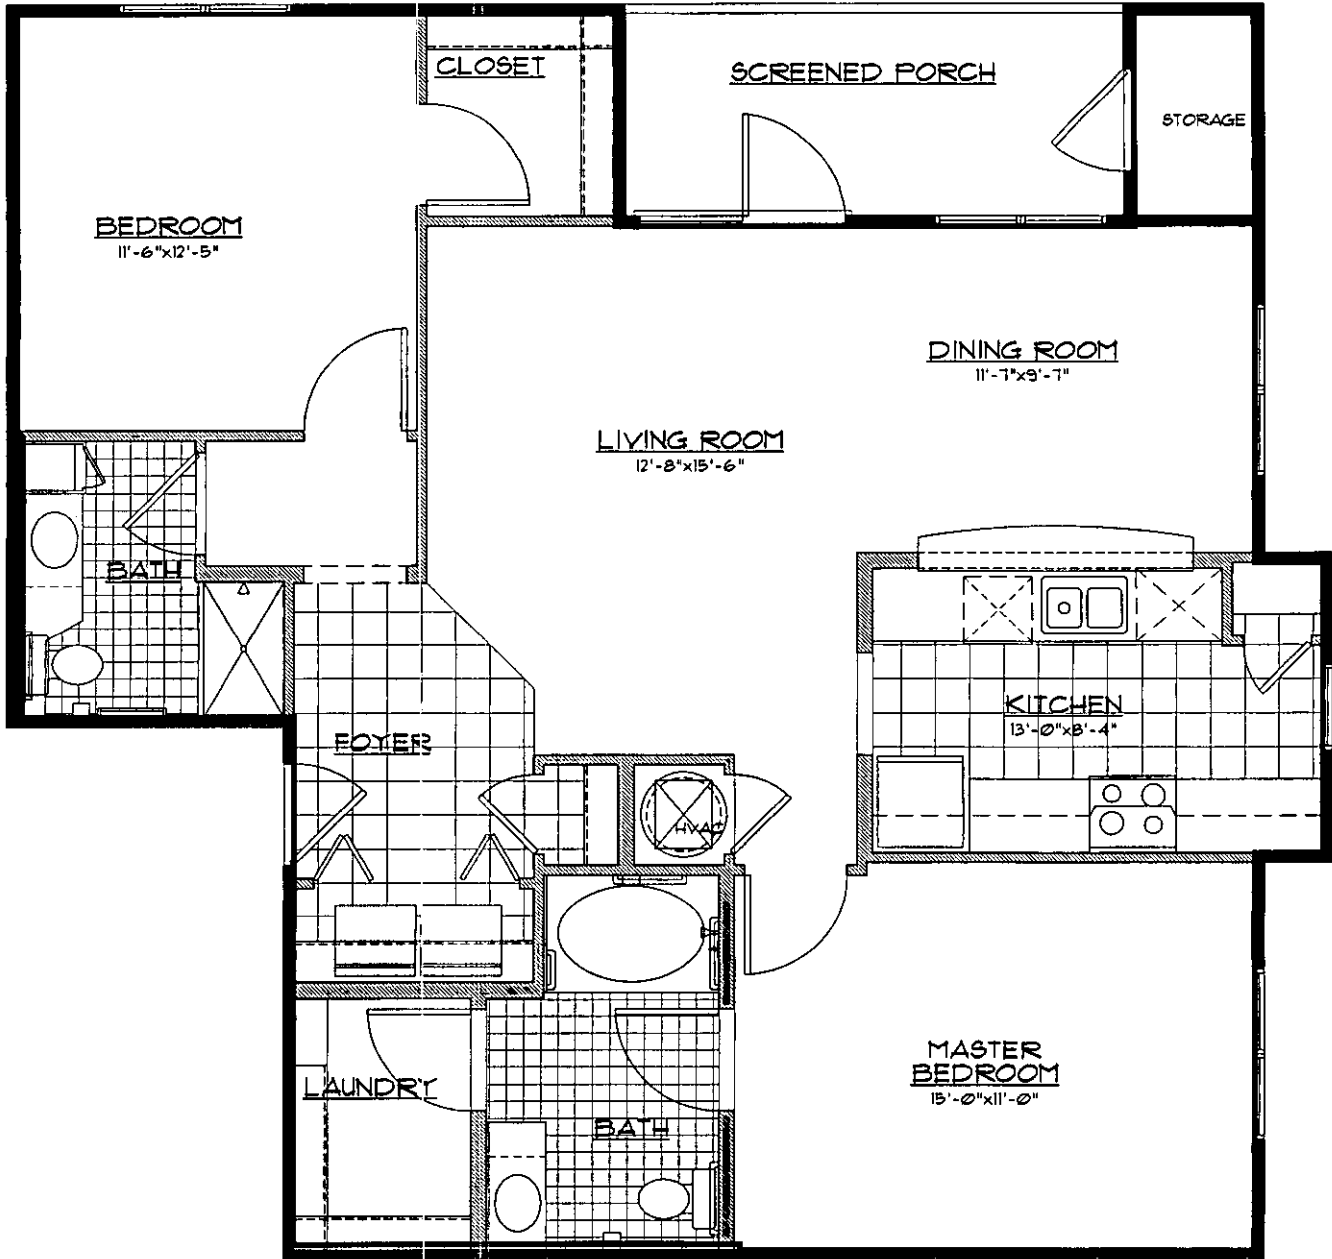 CLOSET
SCREENED PORCH
STORAGE
BEDROOM
11'-6"x12'-5"
DINING ROOM
11'-7"x9'-7"
LIVING ROOM
12'-8"x15'-6"
BATH
KITCHEN
13'-0"x8'-4"
FOYER
HVAC
MASTER
BEDROOM
15'-0"x11'-0"
LAUNDRY
BATH